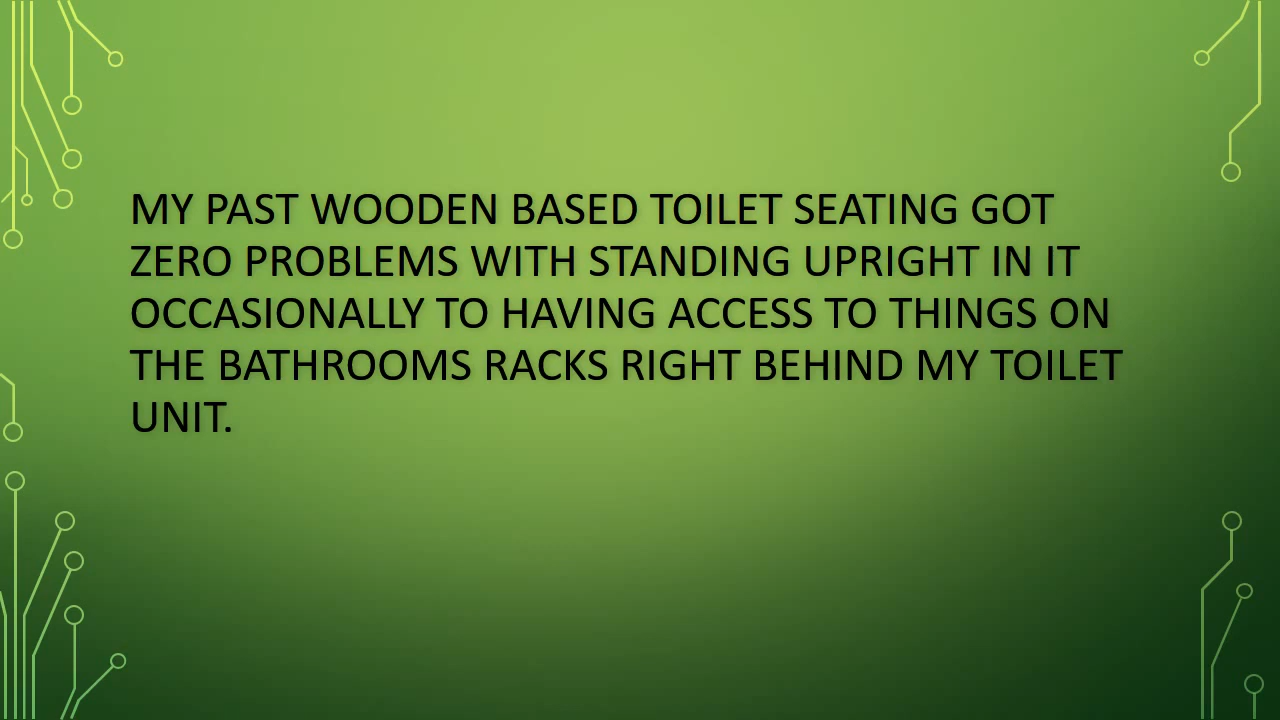 MY PAST WOODEN BASED TOILET SEATING GOT
ZERO PROBLEMS WITH STANDING UPRIGHT IN IT
OCCASIONALLY TO HAVING ACCESS TO THINGS ON
THE BATHROOMS RACKS RIGHT BEHIND MY TOILET
UNIT.